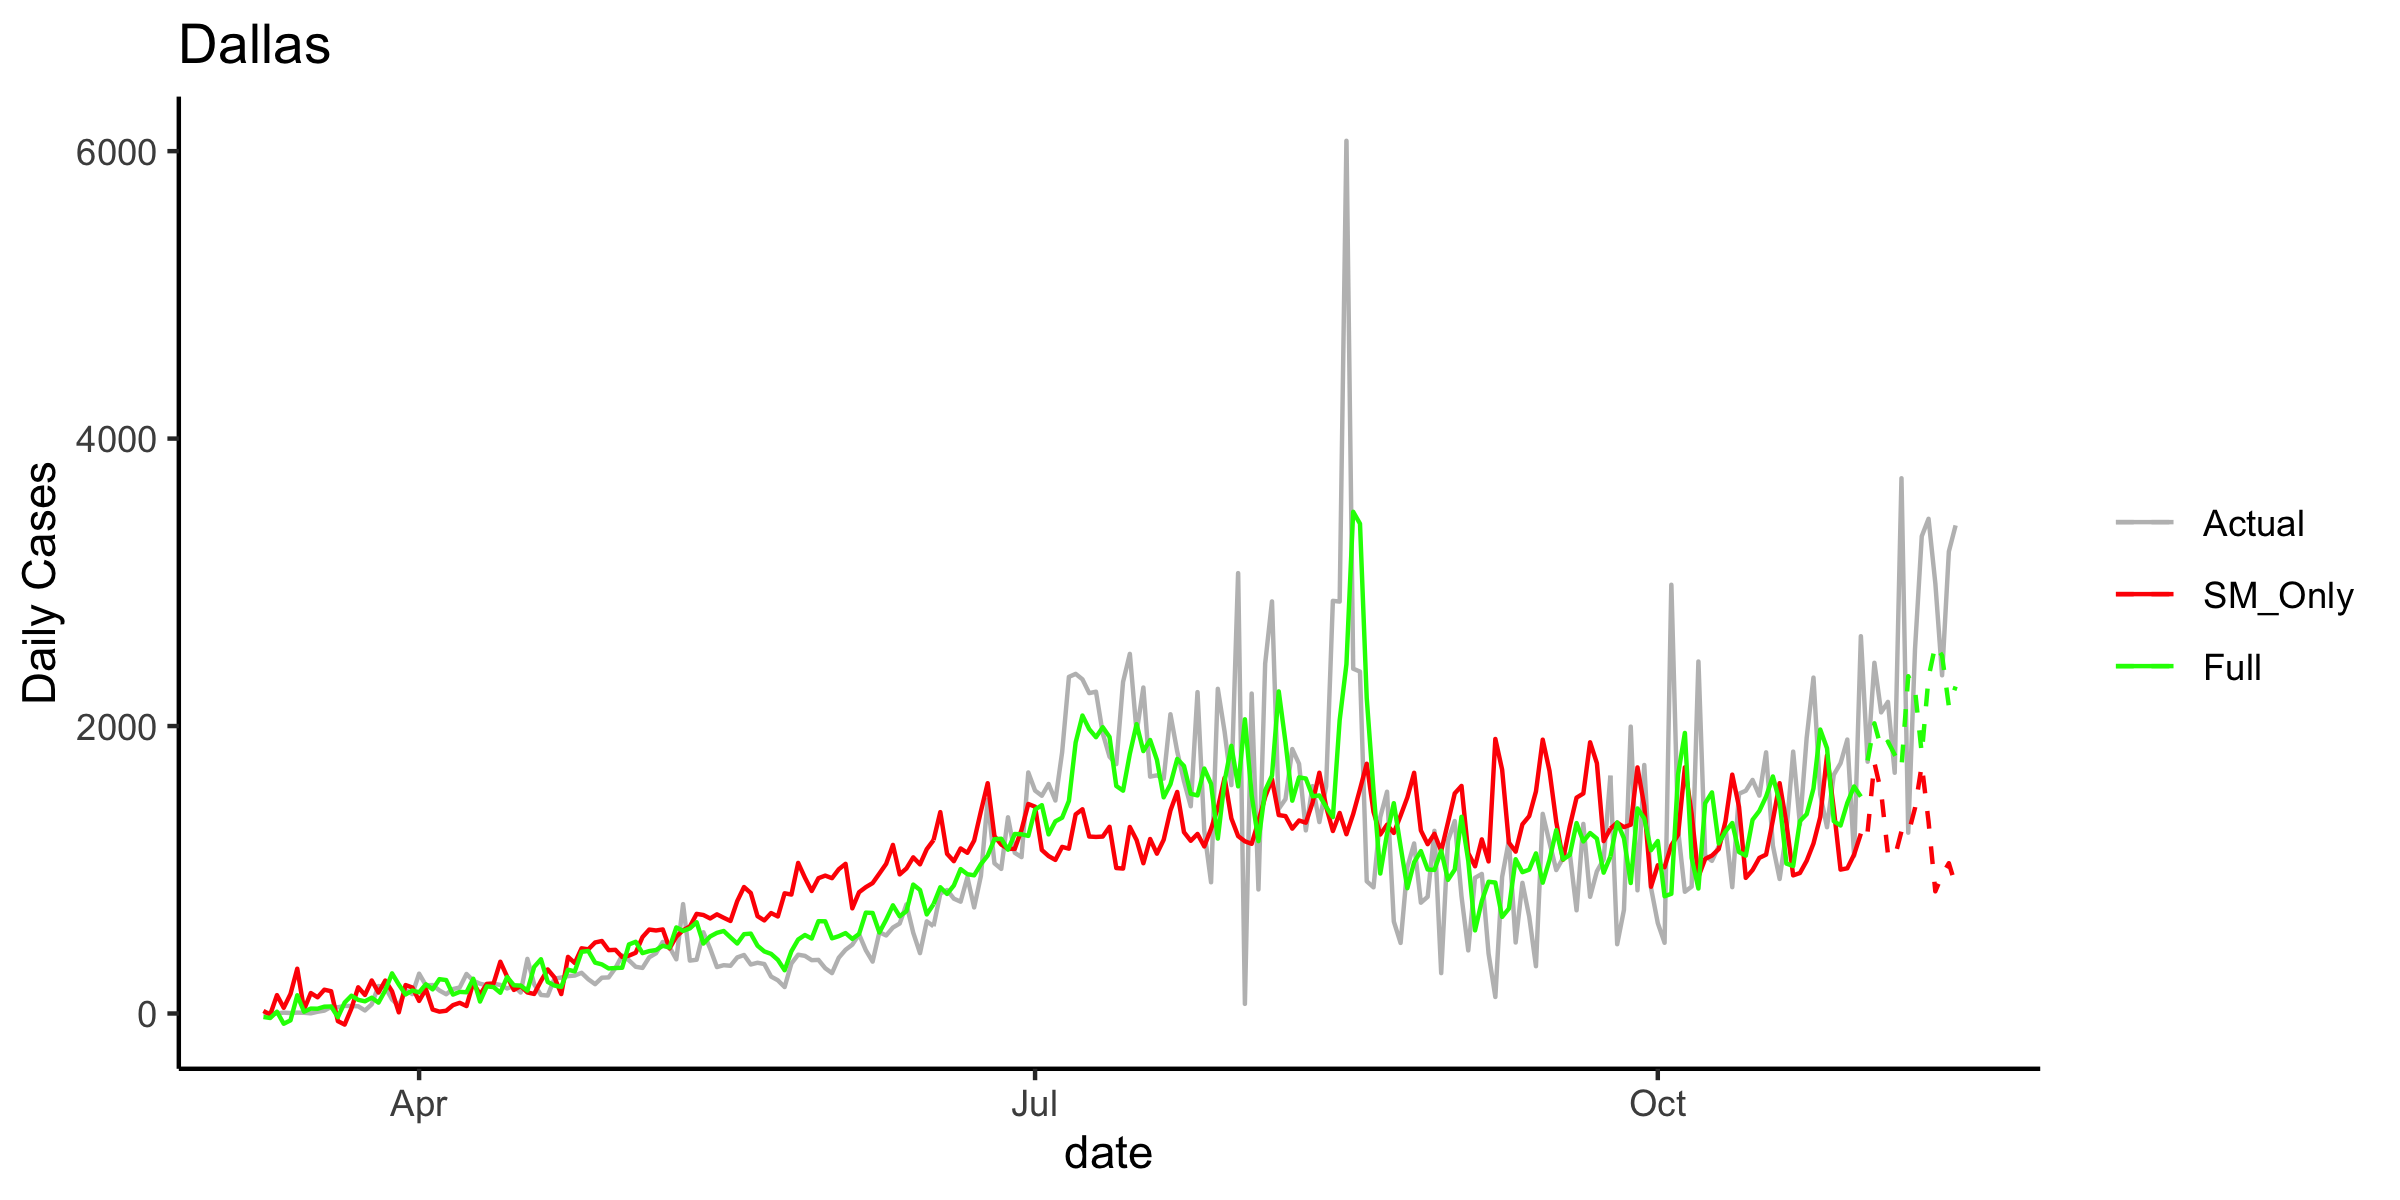 Dallas
Daily Cases
6000
4000
2000
0
Apr
Jul
Oct
date
Actual
SM_Only
Full